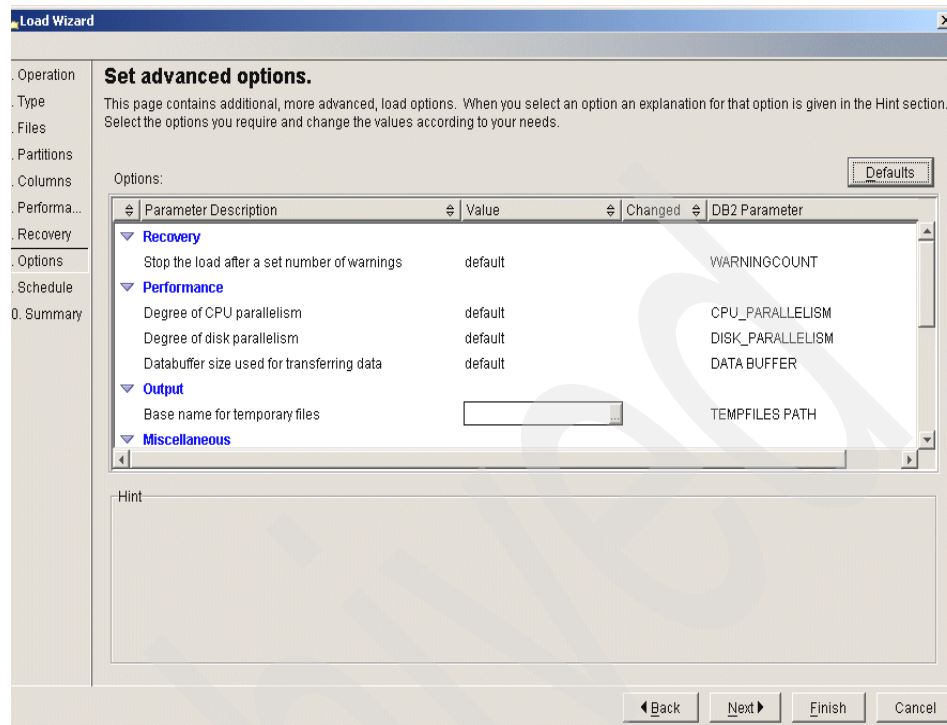 Load Wizard
. Operation
. Type
. Files
. Partitions
. Columns
. Performa...
. Recovery
. Options
. Schedule
0. Summary
Set advanced options.
This page contains additional, more advanced, load options. When you select an option an explanation for that option is given in the Hint section.
Select the options you require and change the values according to your needs.
Options:
Defaults
Parameter Description Value Changed DB2 Parameter
Recovery
Stop the load after a set number of warnings default WARNINGCOUNT
Performance
Degree of CPU parallelism default CPU_PARALLELISM
Degree of disk parallelism default DISK_PARALLELISM
Databuffer size used for transferring data default DATA BUFFER
Output
Base name for temporary files ... TEMPFILES PATH
Miscellaneous
Hint
Back Next Finish Cancel
hived